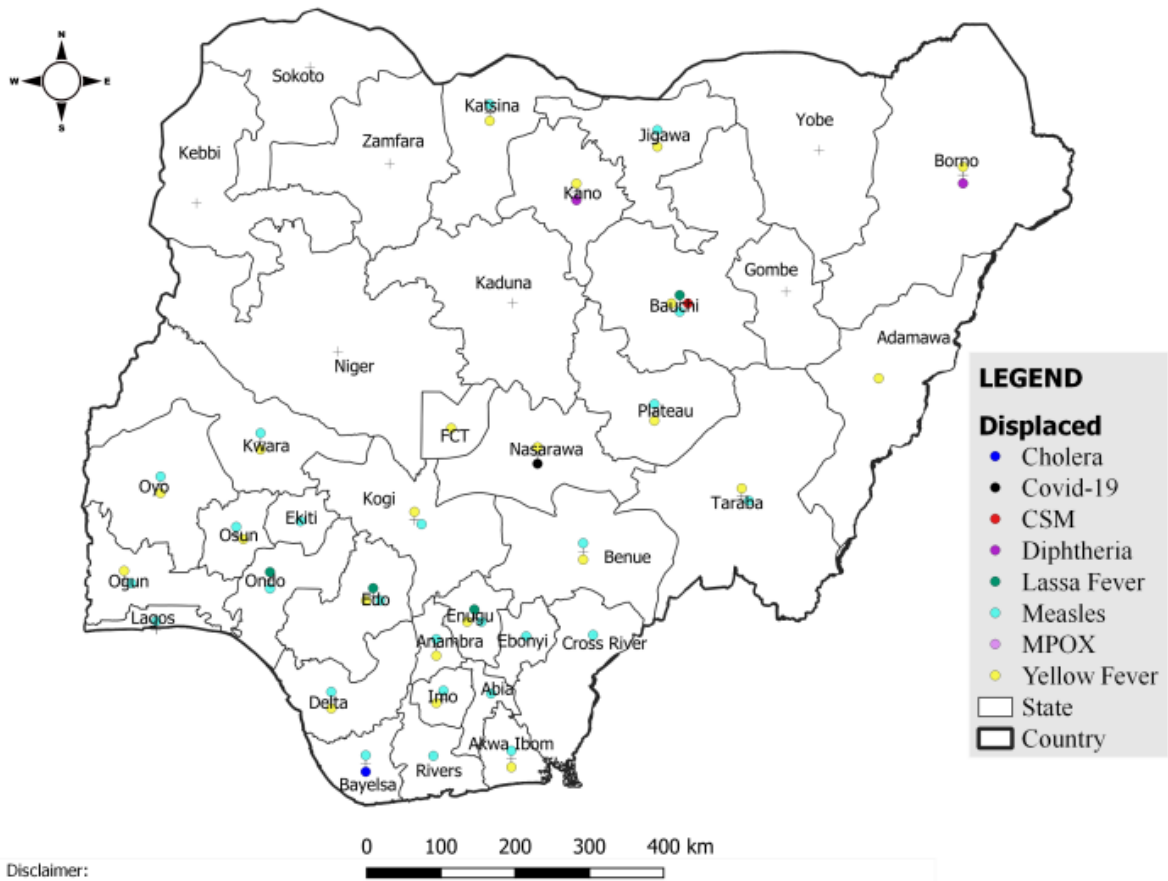 N
W E
S
Sokoto
Katsina
Zamfara
Kebbi
Jigawa
Yobe
Borno
Kano
Gombe
Kaduna
Bauchi
Niger
Adamawa
Plateau
FCT
Nasarawa
Kwara
Oyo
Kogi
Taraba
Osun
Ekiti
Benue
Ogun
Ondo
Edo
Lagos
Enugu
Anambra
Ebonyi
Cross River
Delta
Imo
Abia
Akwa Ibom
Rivers
Bayelsa
LEGEND
Displaced
Cholera
Covid-19
CSM
Diphtheria
Lassa Fever
Measles
MPOX
Yellow Fever
State
Country
0 100 200 300 400 km
Disclaimer: